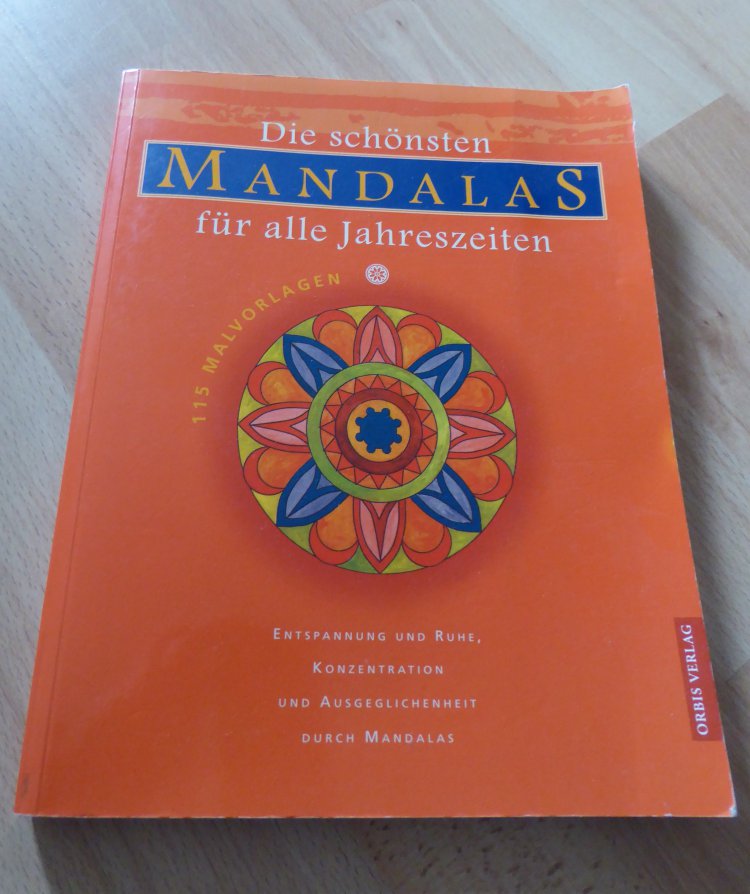 Die schönsten
MANDALAS
für alle Jahreszeiten
115 MALVORLAGEN
ENTSPANNUNG UND RUHE,
KONZENTRATION
UND AUSGEGLICHENHEIT
DURCH MANDALAS
ORBIS VERLAG